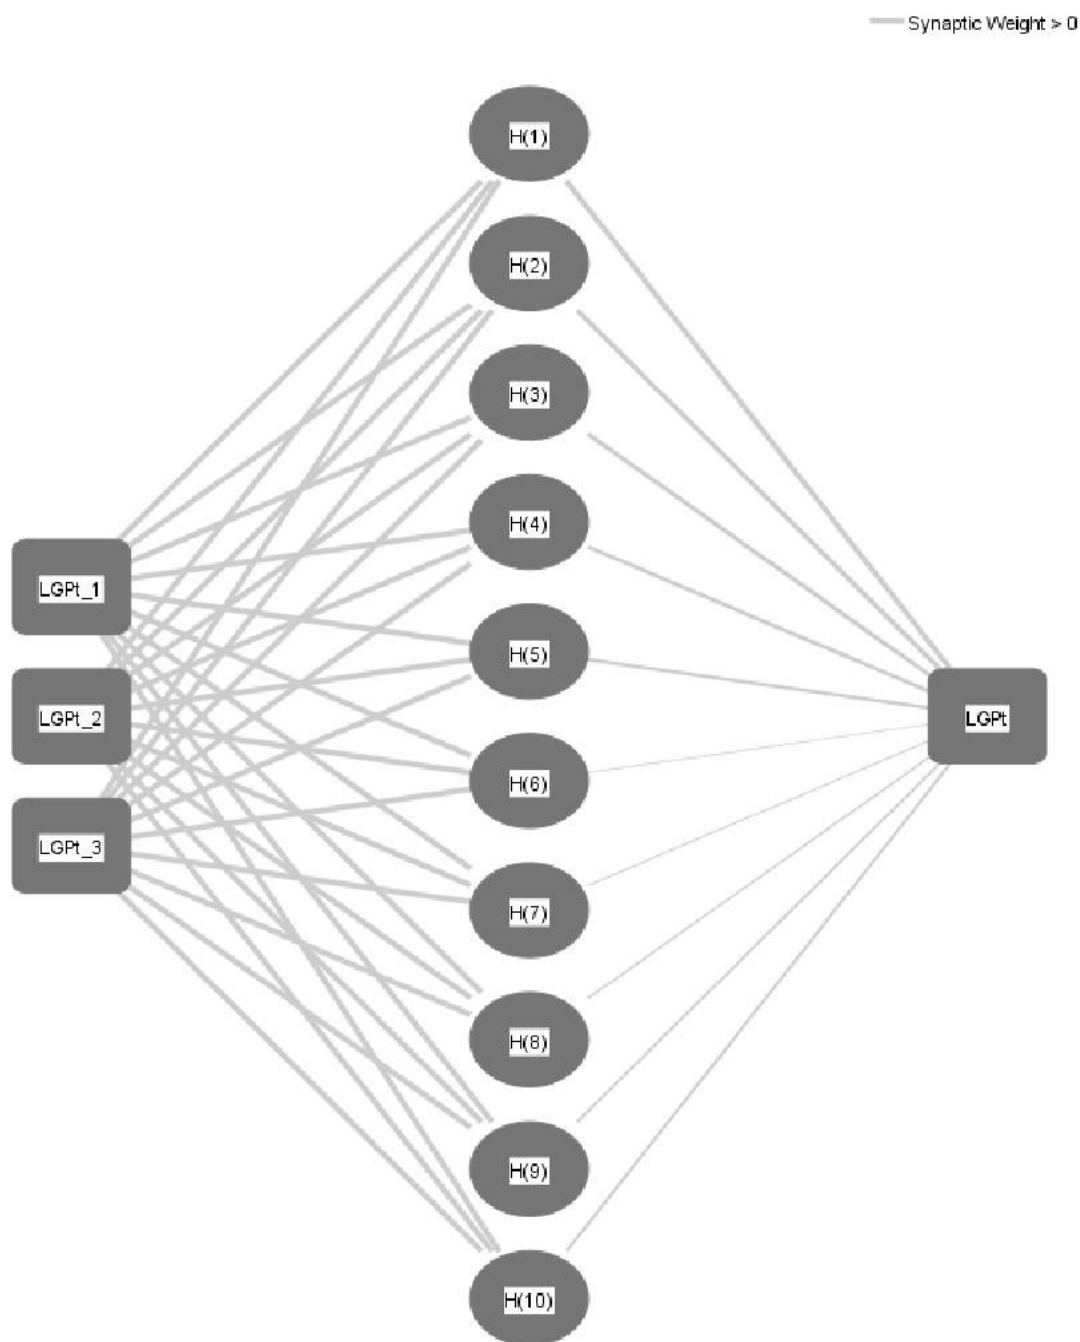 Synaptic Weight > 0
H(1)
H(2)
H(3)
H(4)
H(5)
H(6)
H(7)
H(8)
H(9)
H(10)
LGPt_1
LGPt_2
LGPt_3
LGPt